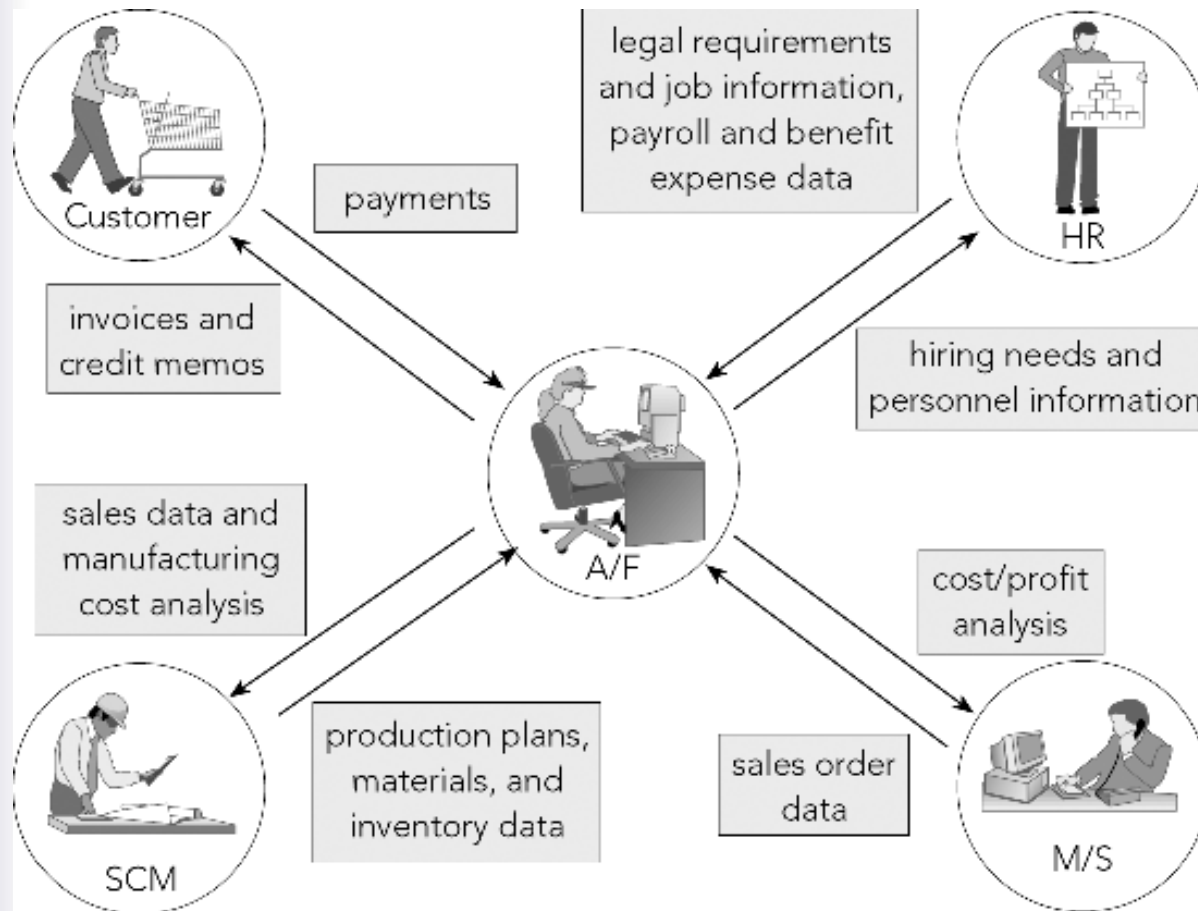 legal requirements
and job information,
payroll and benefit
expense data
Customer
payments
HR
invoices and
credit memos
hiring needs and
personnel information
sales data and
manufacturing
cost analysis
A/F
cost/profit
analysis
production plans,
materials, and
inventory data
sales order
data
SCM
M/S